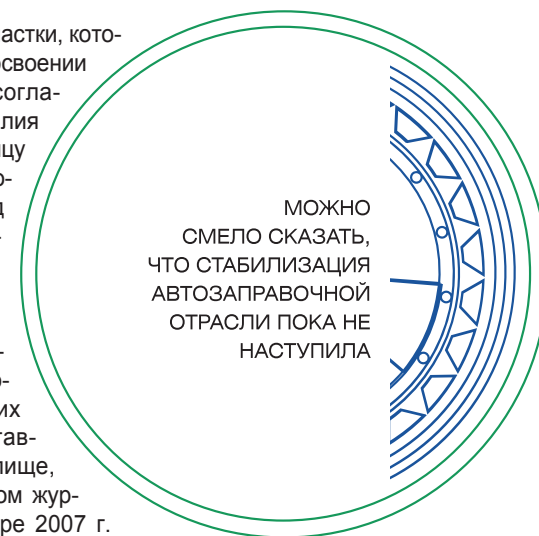 астки, кото-
своении
согла-
лия
цу
о-
д
МОЖНО
СМЕЛО СКАЗАТЬ,
ЧТО СТАБИЛИЗАЦИЯ
АВТОЗАПРАВОЧНОЙ
ОТРАСЛИ ПОКА НЕ
НАСТУПИЛА
-
о-
их
тав-
лище,
ом жур-
ре 2007 г.